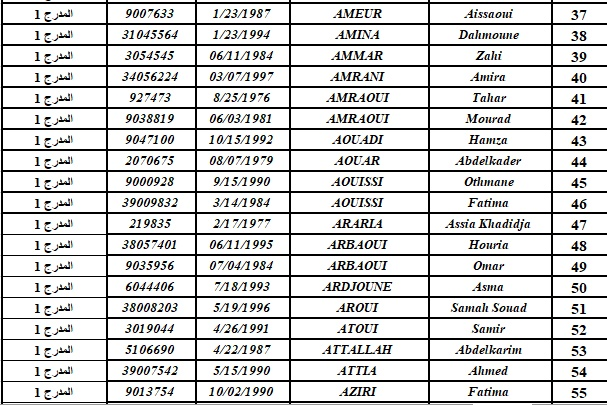 المدرج 1 9007633 1/23/1987 AMEUR Aissaoui 37
المدرج 1 31045564 1/23/1994 AMINA Dahmoune 38
المدرج 1 3054545 06/11/1984 AMMAR Zahi 39
المدرج 1 34056224 03/07/1997 AMRANI Amira 40
المدرج 1 927473 8/25/1976 AMRAOUI Tahar 41
المدرج 1 9038819 06/03/1981 AMRAOUI Mourad 42
المدرج 1 9047100 10/15/1992 AOUADI Hamza 43
المدرج 1 2070675 08/07/1979 AOUAR Abdelkader 44
المدرج 1 9000928 9/15/1990 AOUISSI Othmane 45
المدرج 1 39009832 3/14/1984 AOUISSI Fatima 46
المدرج 1 219835 2/17/1977 ARARIA Assia Khadidja 47
المدرج 1 38057401 06/11/1995 ARBAOUI Houria 48
المدرج 1 9035956 07/04/1984 ARBAOUI Omar 49
المدرج 1 6044406 7/18/1993 ARDJOUNE Asma 50
المدرج 1 38008203 5/19/1996 AROUI Samah Souad 51
المدرج 1 3019044 4/26/1991 ATOUI Samir 52
المدرج 1 5106690 4/22/1987 ATTALLAH Abdelkarim 53
المدرج 1 39007542 5/15/1990 ATTIA Ahmed 54
المدرج 1 9013754 10/02/1990 AZIRI Fatima 55